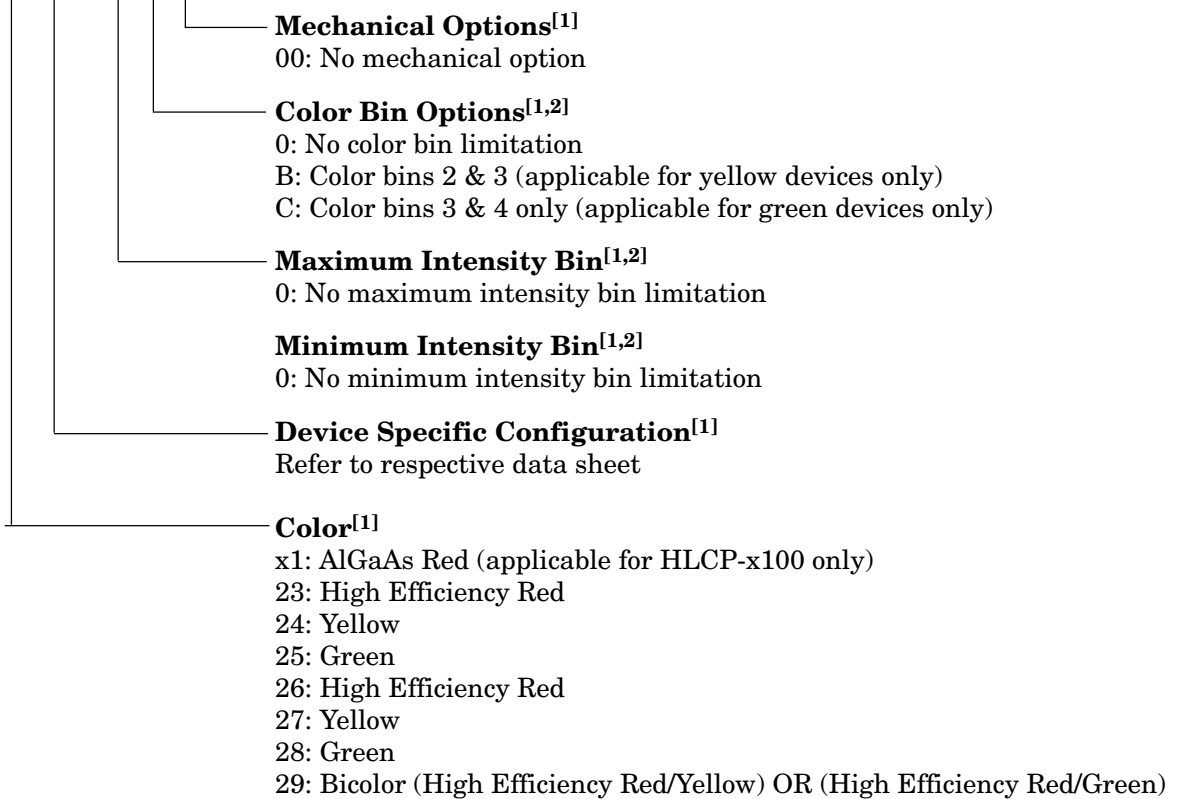 Mechanical Options[1]
00: No mechanical option
Color Bin Options[1,2]
0: No color bin limitation
B: Color bins 2 & 3 (applicable for yellow devices only)
C: Color bins 3 & 4 only (applicable for green devices only)
Maximum Intensity Bin[1,2]
0: No maximum intensity bin limitation
Minimum Intensity Bin[1,2]
0: No minimum intensity bin limitation
Device Specific Configuration[1]
Refer to respective data sheet
Color[1]
x1: AlGaAs Red (applicable for HLCP-x100 only)
23: High Efficiency Red
24: Yellow
25: Green
26: High Efficiency Red
27: Yellow
28: Green
29: Bicolor (High Efficiency Red/Yellow) OR (High Efficiency Red/Green)